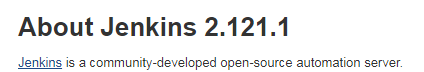 About Jenkins 2.121.1
Jenkins is a community-developed open-source automation server.